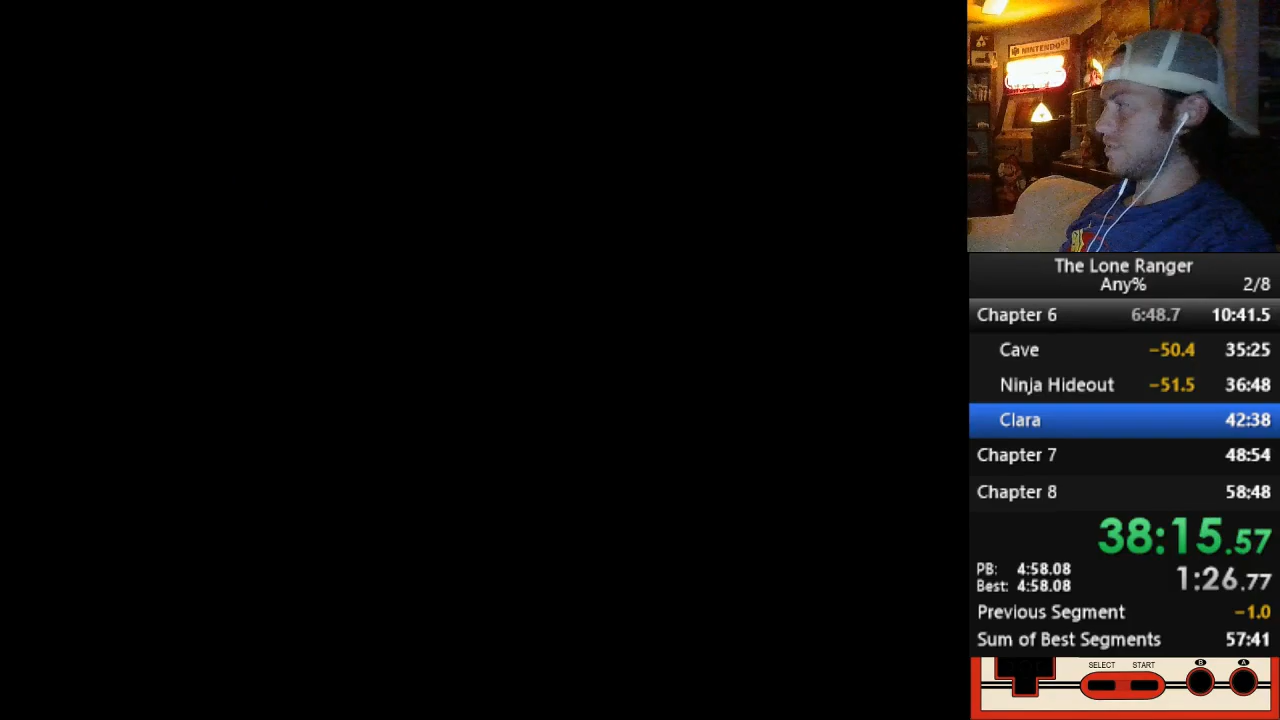 NINTENDO64
The Lone Ranger
Any% 2/8
Chapter 6 6:48.7 10:41.5
Cave −50.4 35:25
Ninja Hideout −51.5 36:48
Clara 42:38
Chapter 7 48:54
Chapter 8 58:48
38:15.57
PB: 4:58.08
Best: 4:58.08
1:26.77
Previous Segment −1.0
Sum of Best Segments 57:41
SELECT START B A